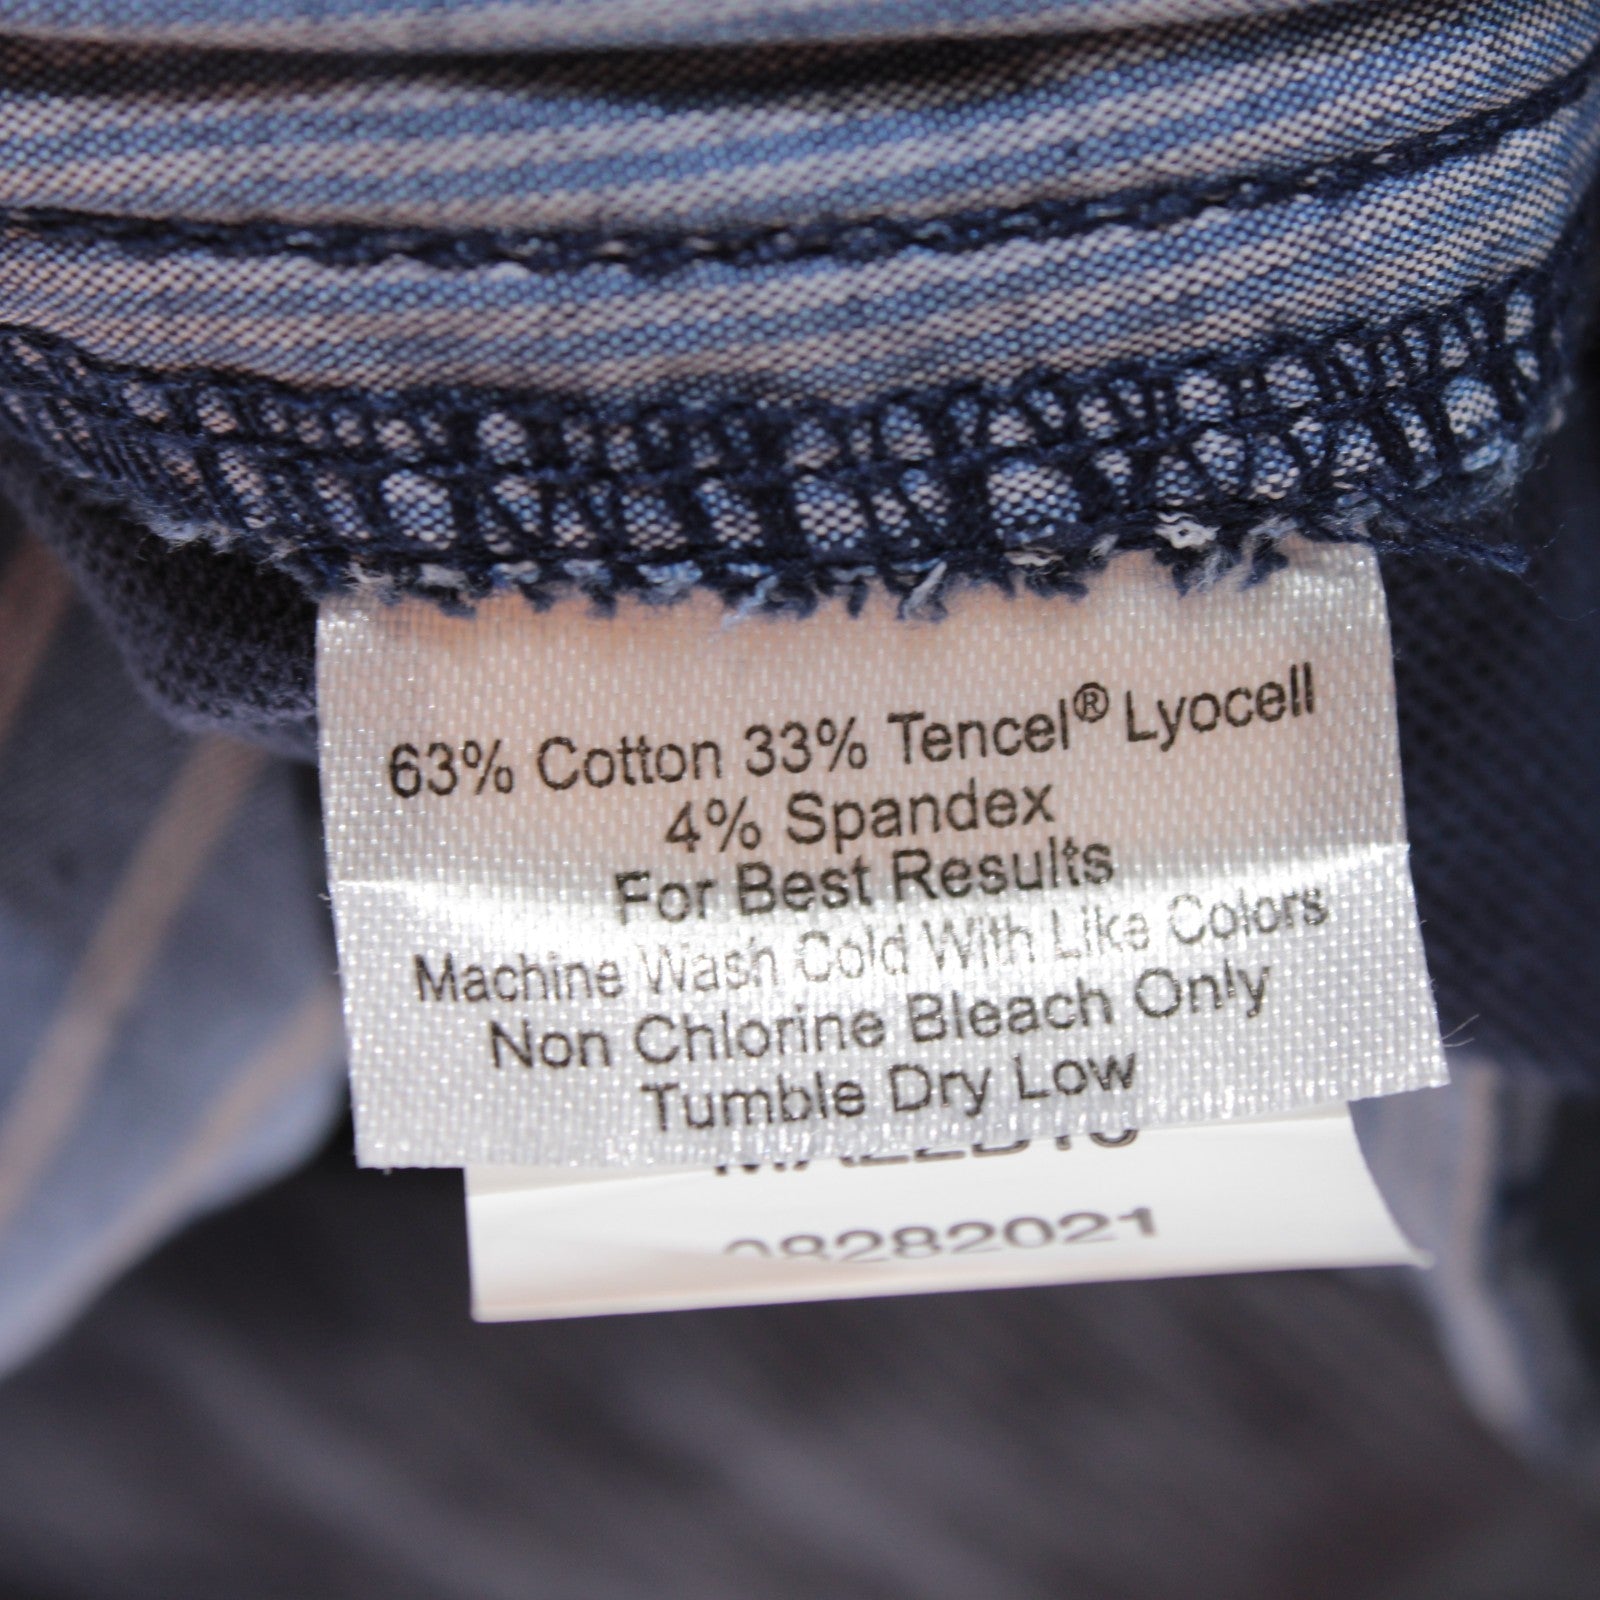 63% Cotton 33% Tencel® Lyocell
4% Spandex
For Best Results
Machine Wash Cold With Like Colors
Non Chlorine Bleach Only
Tumble Dry Low
08282021